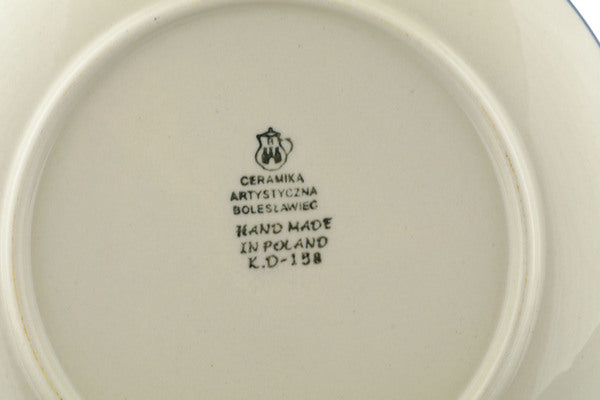 CERAMIKA
ARTYSTYCZNA
BOLESŁAWIEC
HAND MADE
IN POLAND
K.D-158